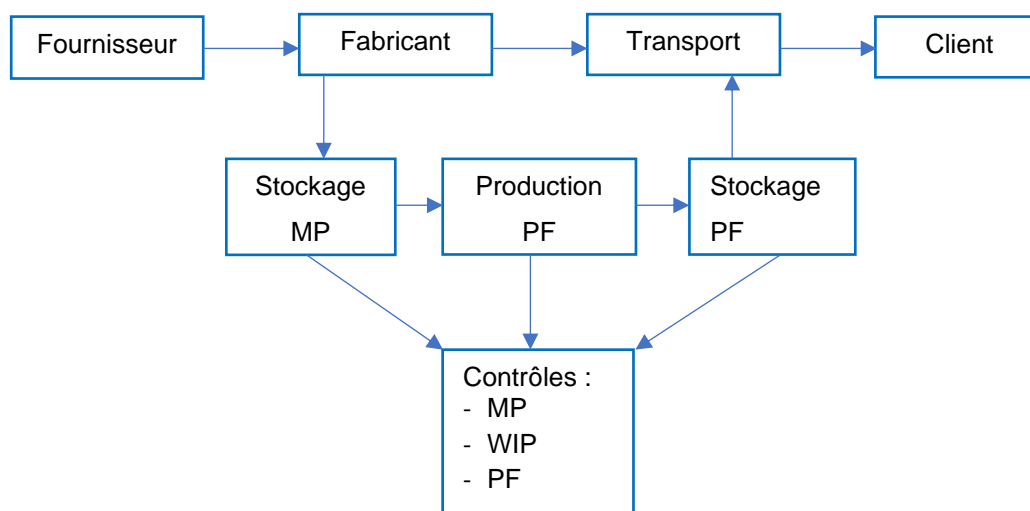 Fournisseur
Fabricant
Transport
Client
Stockage
MP
Production
PF
Stockage
PF
Contrôles :
- MP
- WIP
- PF